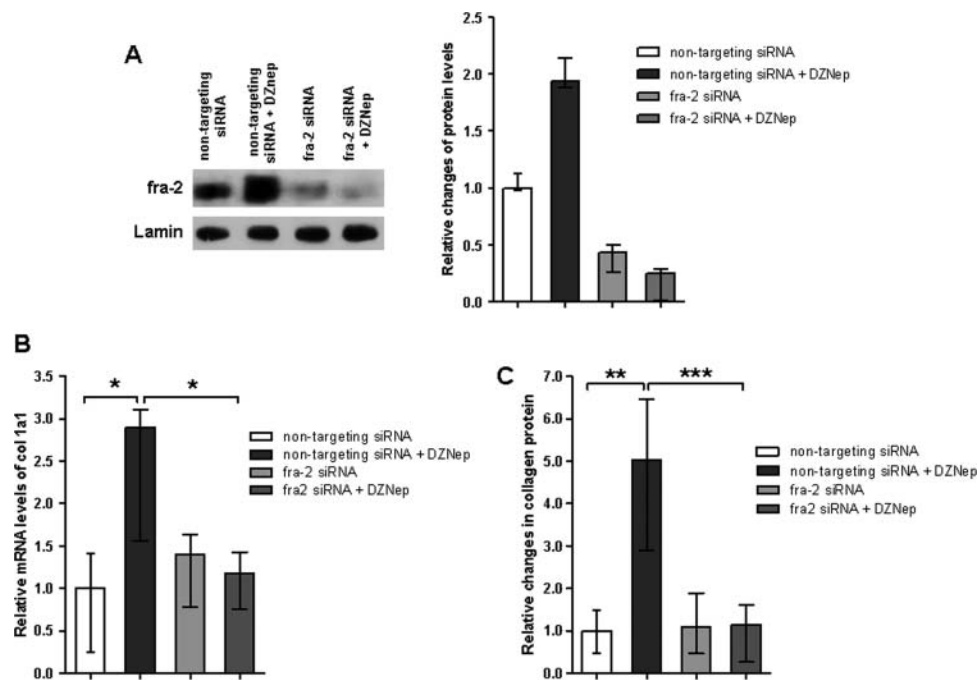 A
non-targeting
siRNA
non-targeting
siRNA + DZnep
fra-2 siRNA
fra-2 siRNA
+ DZNep
fra-2
Lamin
Relative changes of protein levels
2.5
2.0
1.5
1.0
0.5
0.0
non-targeting siRNA
non-targeting siRNA + DZNep
fra-2 siRNA
fra-2 siRNA + DZNep
B
Relative mRNA levels of col 1a1
3.5
3.0
2.5
2.0
1.5
1.0
0.5
0.0
*
*
non-targeting siRNA
non-targeting siRNA + DZNep
fra-2 siRNA
fra2 siRNA + DZNep
C
Relative changes in collagen protein
7.0
6.0
5.0
4.0
3.0
2.0
1.0
0.0
**
***
non-targeting siRNA
non-targeting siRNA + DZNep
fra-2 siRNA
fra2 siRNA + DZNep